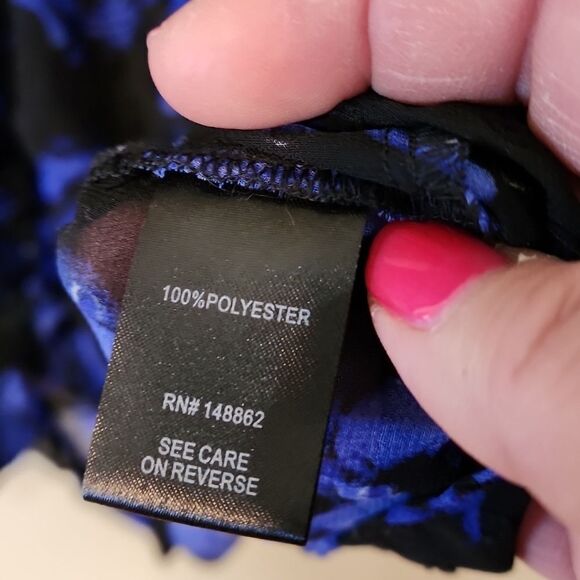 100%POLYESTER
RN# 148862
SEE CARE
ON REVERSE